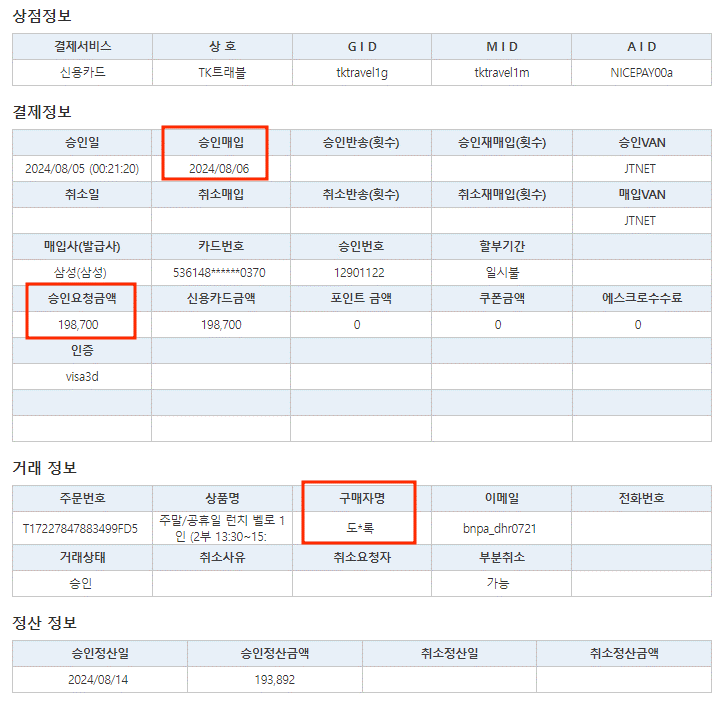 상점정보
결제서비스 상 호 G I D M I D A I D
신용카드 TK트래블 tktravel1g tktravel1m NICEPAY00a
결제정보
승인일 승인매입 승인반송(횟수) 승인재매입(횟수) 승인VAN
2024/08/05 (00:21:20) 2024/08/06 JTNET
취소일 취소매입 취소반송(횟수) 취소재매입(횟수) 매입VAN
JTNET
매입사(발급사) 카드번호 승인번호 할부기간
삼성(삼성) 536148******0370 12901122 일시불
승인요청금액 신용카드금액 포인트 금액 쿠폰금액 에스크로수수료
198,700 198,700 0 0 0
인증
visa3d
거래 정보
주문번호 상품명 구매자명 이메일 전화번호
T17227847883499FD5 주말/공휴일 런치 벨로 1 도*록 bnpa_dhr0721
인 (2부 13:30~15:
거래상태 취소사유 취소요청자 부분취소
승인 가능
정산 정보
승인정산일 승인정산금액 취소정산일 취소정산금액
2024/08/14 193,892